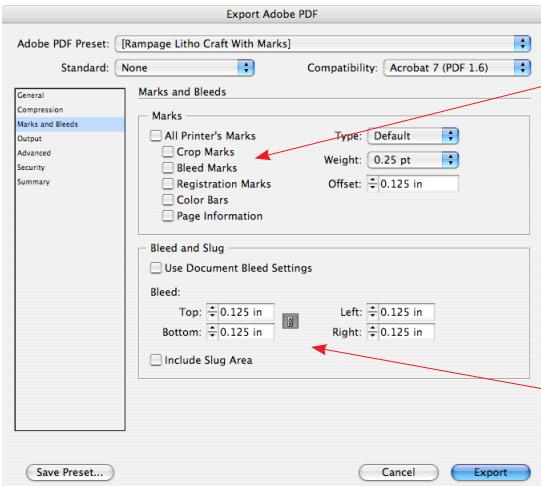 Export Adobe PDF
Adobe PDF Preset: [Rampage Litho Craft With Marks]
Standard: None Compatibility: Acrobat 7 (PDF 1.6)
General
Compression
Marks and Bleeds
Output
Advanced
Security
Summary
Marks and Bleeds
Marks
All Printer's Marks Type: Default
Crop Marks
Bleed Marks Weight: 0.25 pt
Registration Marks Offset: 0.125 in
Color Bars
Page Information
Bleed and Slug
Use Document Bleed Settings
Bleed:
Top: 0.125 in Left: 0.125 in
Bottom: 0.125 in Right: 0.125 in
Include Slug Area
Save Preset... Cancel Export